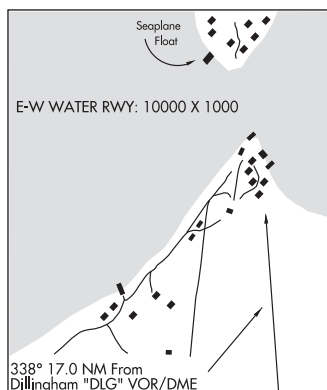 Seaplane
Float
E-W WATER RWY: 10000 X 1000
338° 17.0 NM From
Dillingham "DLG" VOR/DME